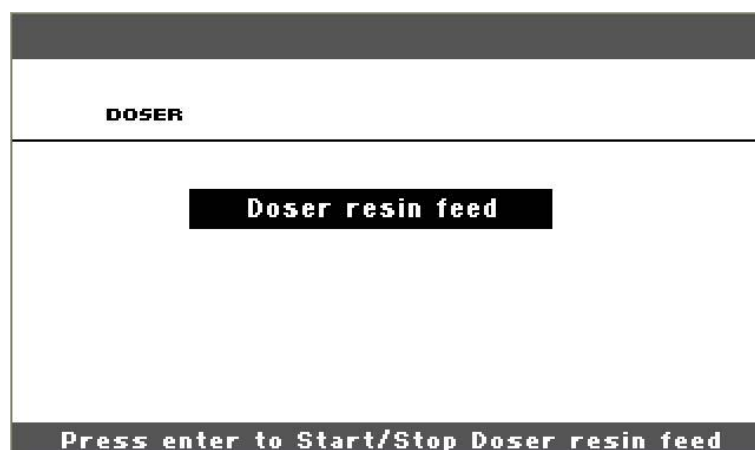 DOSER
Doser resin feed
Press enter to Start/Stop Doser resin feed